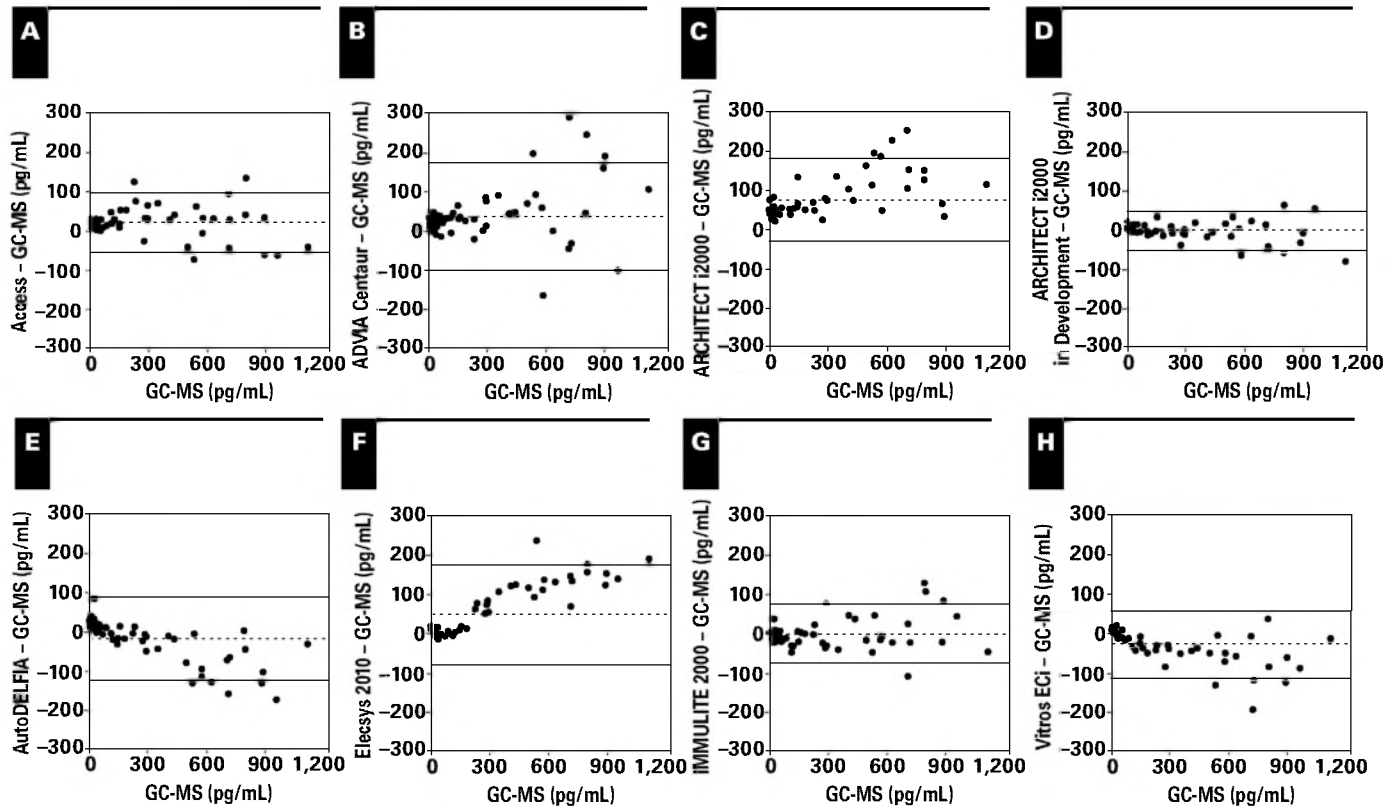 A
Access – GC-MS (pg/mL)
300
200
100
0
−100
−200
−300
0 300 600 900 1,200
GC-MS (pg/mL)
B
ADVIA Centaur – GC-MS (pg/mL)
300
200
100
0
−100
−200
−300
0 300 600 900 1,200
GC-MS (pg/mL)
C
ARCHITECT i2000 – GC-MS (pg/mL)
300
200
100
0
−100
−200
−300
0 300 600 900 1,200
GC-MS (pg/mL)
D
ARCHITECT i2000
in Development – GC-MS (pg/mL)
300
200
100
0
−100
−200
−300
0 300 600 900 1,200
GC-MS (pg/mL)
E
AutoDELFIA – GC-MS (pg/mL)
300
200
100
0
−100
−200
−300
0 300 600 900 1,200
GC-MS (pg/mL)
F
Elecsys 2010 – GC-MS (pg/mL)
300
200
100
0
−100
−200
−300
0 300 600 900 1,200
GC-MS (pg/mL)
G
IMMULITE 2000 – GC-MS (pg/mL)
300
200
100
0
−100
−200
−300
0 300 600 900 1,200
GC-MS (pg/mL)
H
Vitros ECi – GC-MS (pg/mL)
300
200
100
0
−100
−200
−300
0 300 600 900 1,200
GC-MS (pg/mL)